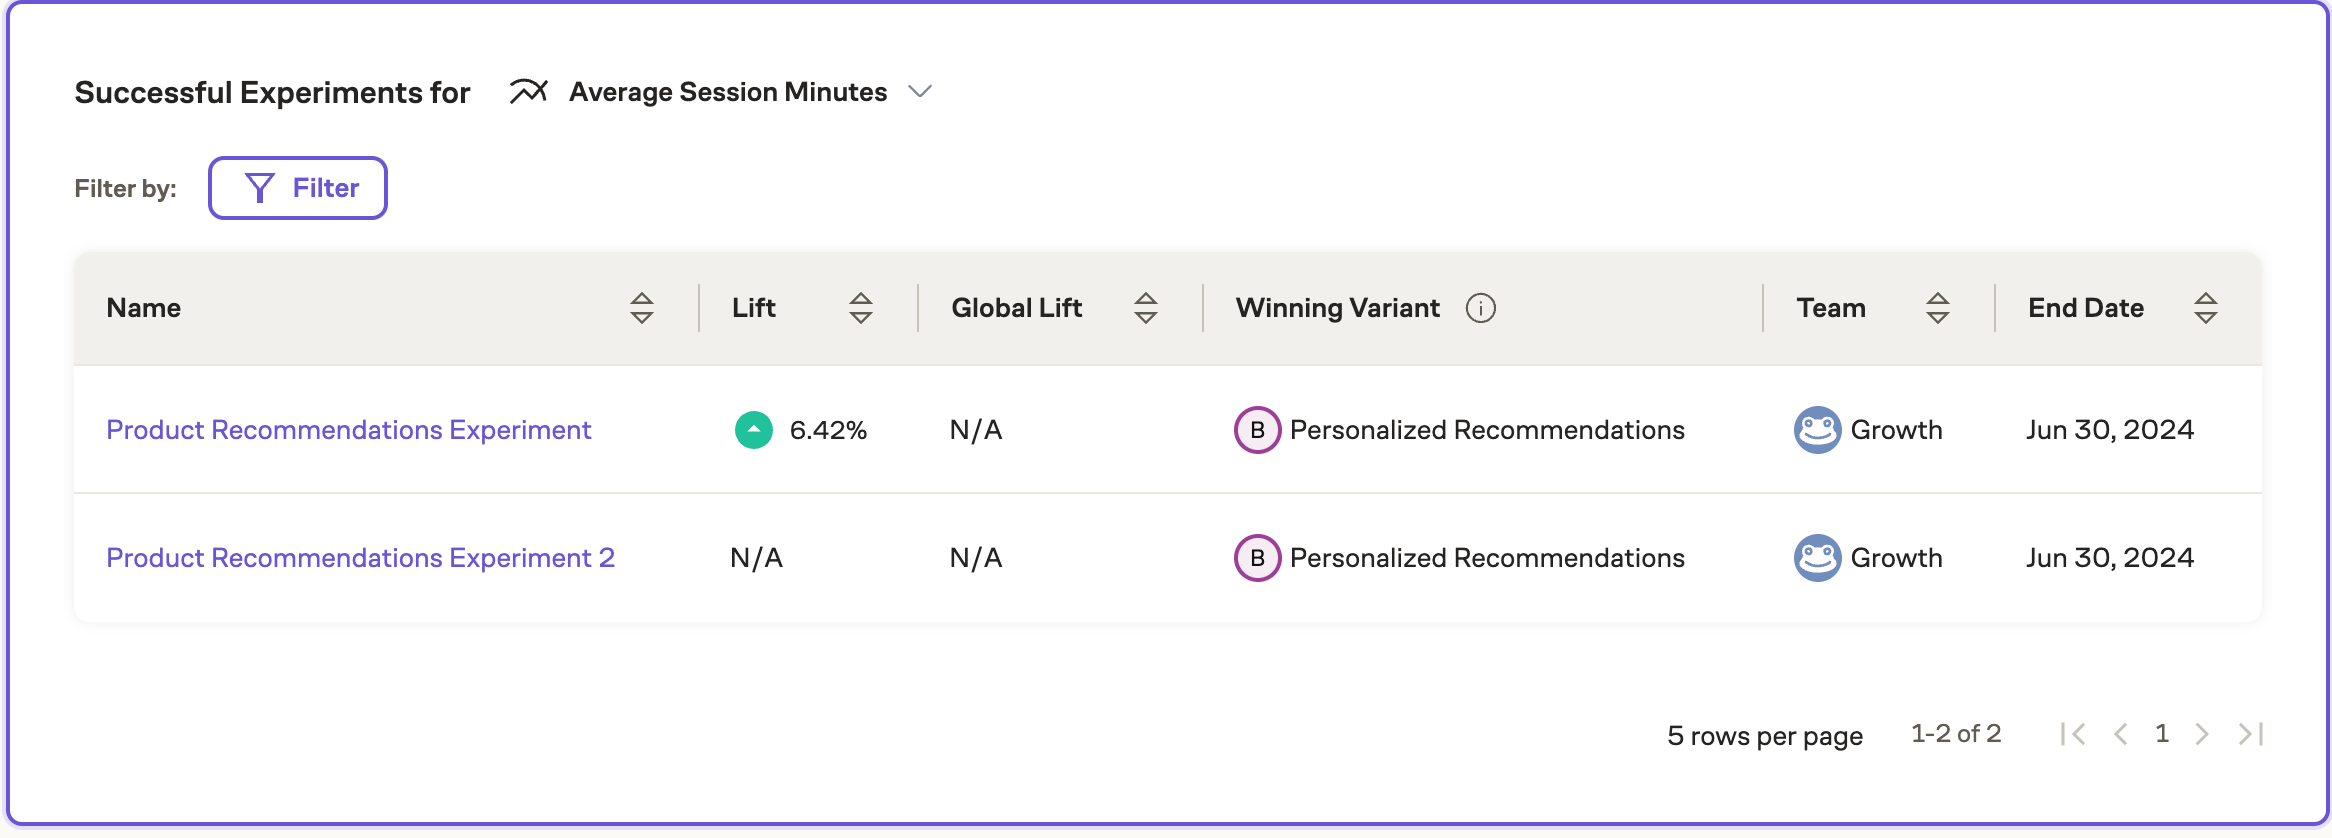 Successful Experiments for Average Session Minutes
Filter by: Filter
Name Lift Global Lift Winning Variant i Team End Date
Product Recommendations Experiment 6.42% N/A B Personalized Recommendations Growth Jun 30, 2024
Product Recommendations Experiment 2 N/A N/A B Personalized Recommendations Growth Jun 30, 2024
5 rows per page 1-2 of 2 1